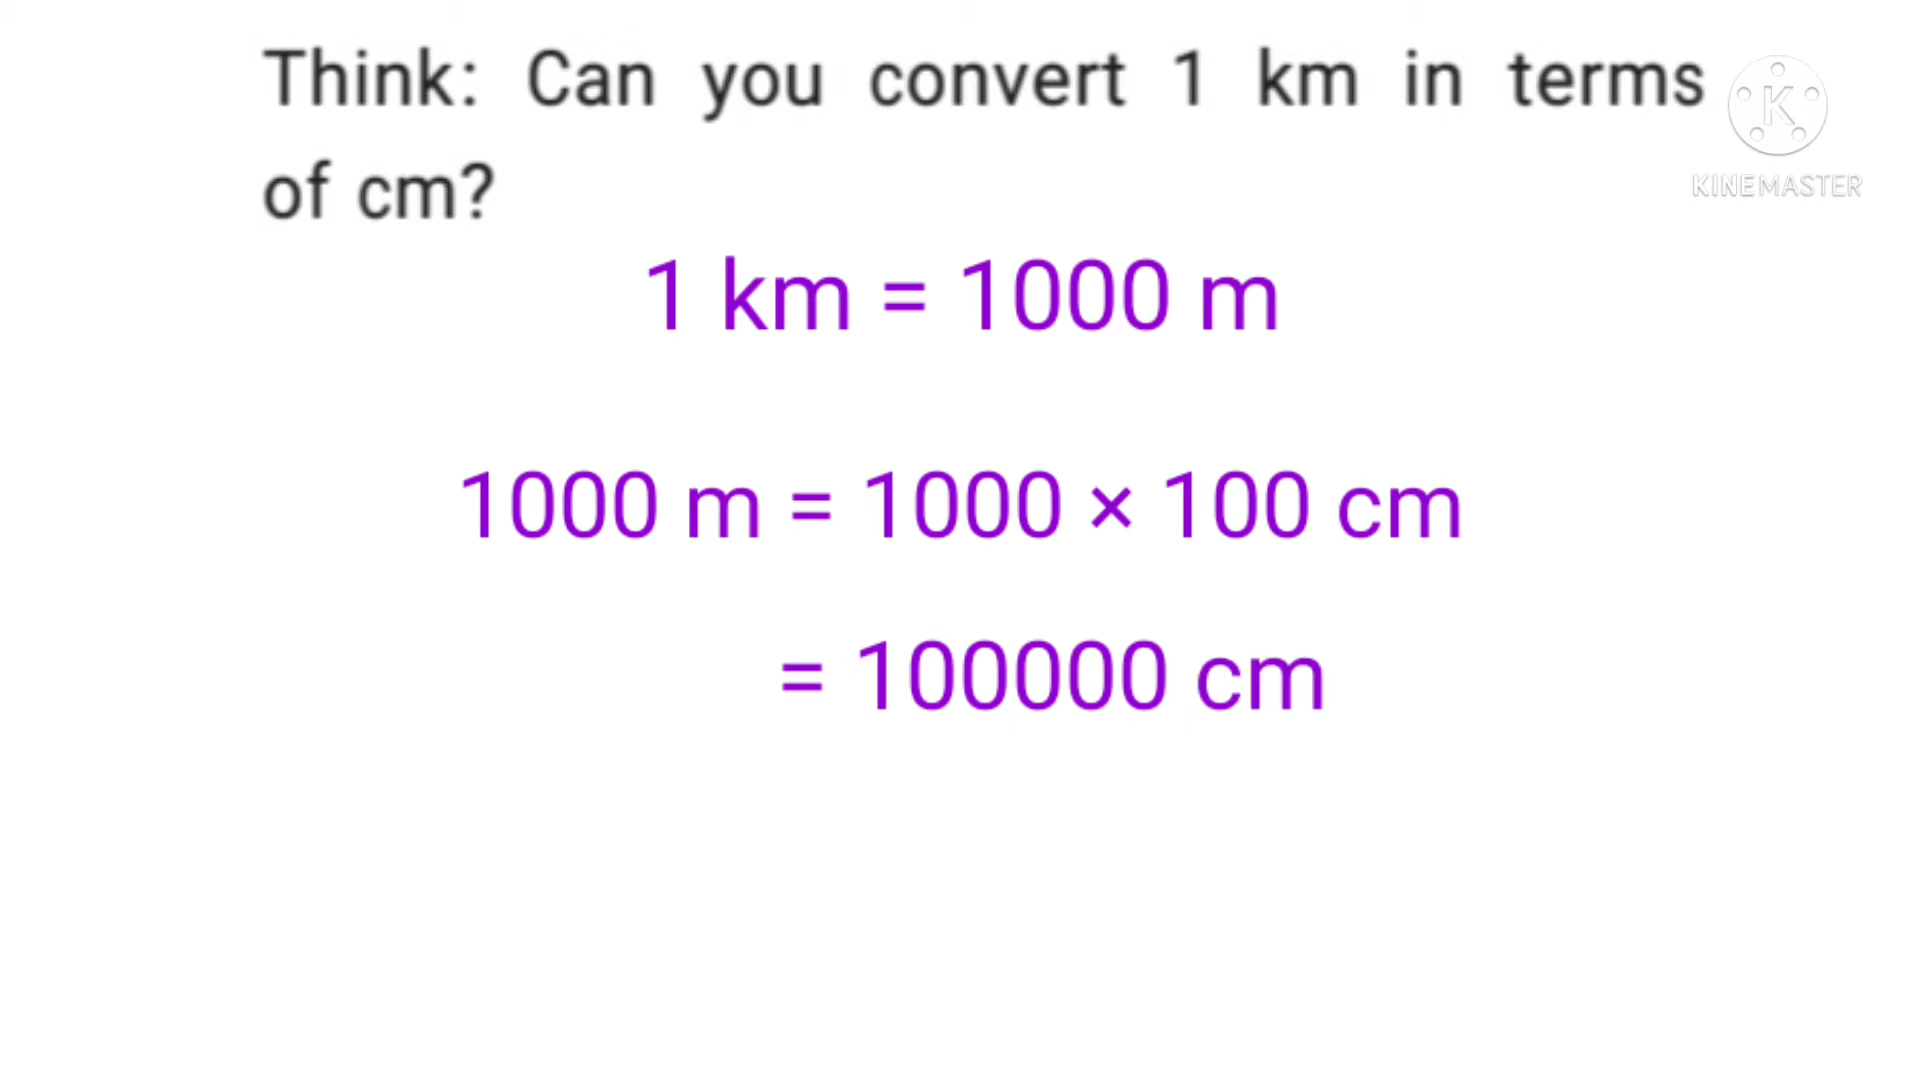 Think: Can you convert 1 km in terms
of cm?
K
KINEMASTER
1 km = 1000 m
1000 m = 1000 × 100 cm
= 100000 cm